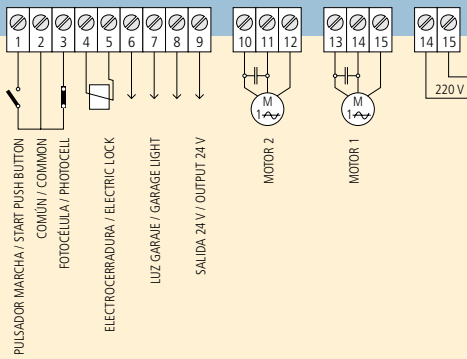 1 2 3 4 5 6 7 8 9 10 11 12 13 14 15 14 15
220 V
M
1
M
1
PULSADOR MARCHA / START PUSH BUTTON
COMÚN / COMMON
FOTOCÉLULA / PHOTOCELL
ELECTROCERRADURA / ELECTRIC LOCK
LUZ GARAJE / GARAGE LIGHT
SALIDA 24 V / OUTPUT 24 V
MOTOR 2
MOTOR 1